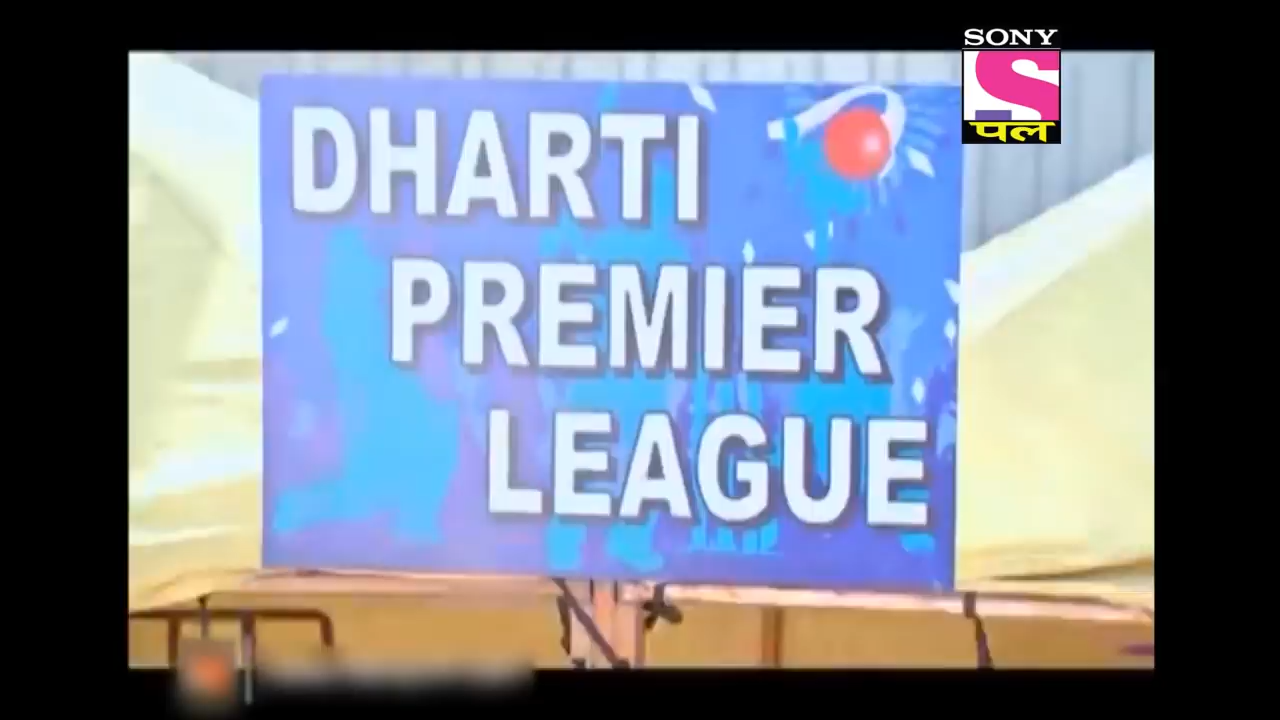 SONY
S
पल
DHARTI
PREMIER
LEAGUE